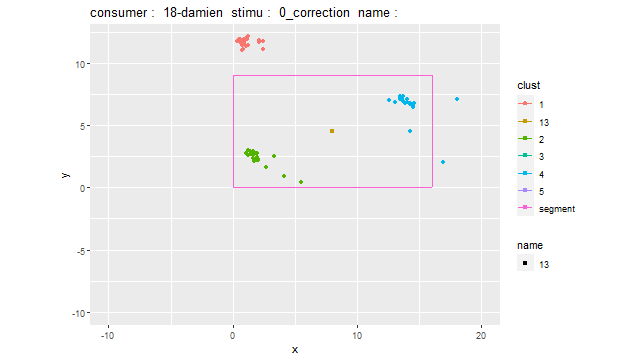 consumer :  18-damien  stimu :  0_correction  name :
10
5
0
-5
-10
y
-10 0 10 20
x
clust
1
13
2
3
4
5
segment
name
13